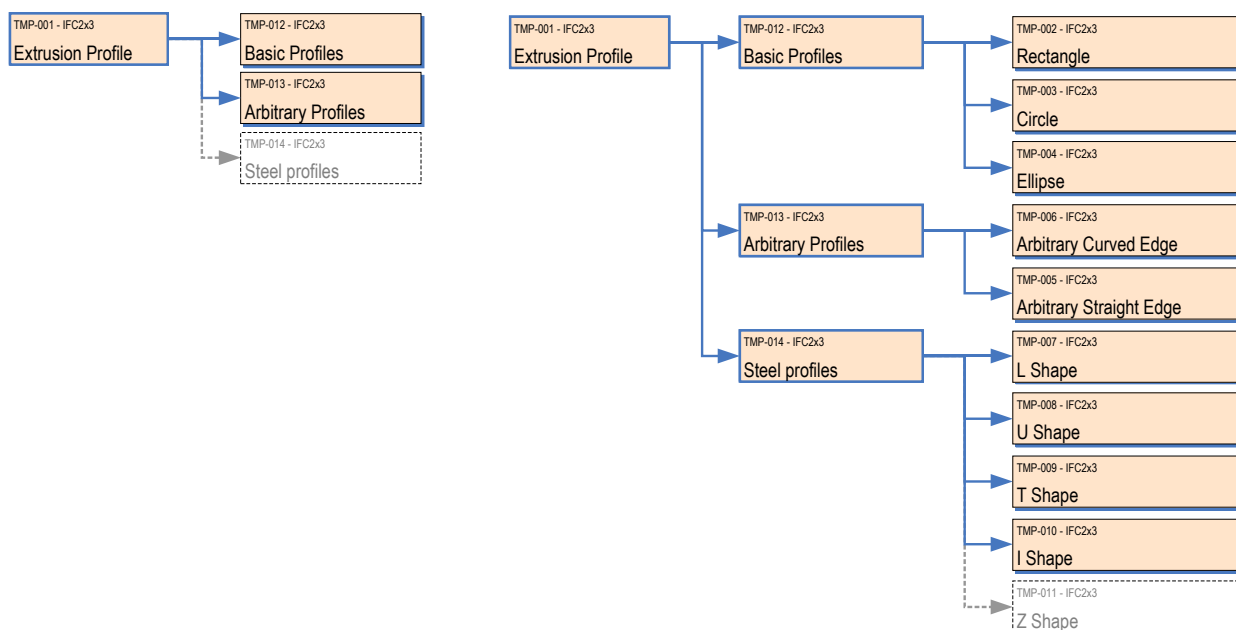 TMP-001 - IFC2x3
Extrusion Profile
TMP-012 - IFC2x3
Basic Profiles
TMP-013 - IFC2x3
Arbitrary Profiles
TMP-014 - IFC2x3
Steel profiles
TMP-001 - IFC2x3
Extrusion Profile
TMP-012 - IFC2x3
Basic Profiles
TMP-002 - IFC2x3
Rectangle
TMP-003 - IFC2x3
Circle
TMP-004 - IFC2x3
Ellipse
TMP-013 - IFC2x3
Arbitrary Profiles
TMP-006 - IFC2x3
Arbitrary Curved Edge
TMP-005 - IFC2x3
Arbitrary Straight Edge
TMP-014 - IFC2x3
Steel profiles
TMP-007 - IFC2x3
L Shape
TMP-008 - IFC2x3
U Shape
TMP-009 - IFC2x3
T Shape
TMP-010 - IFC2x3
I Shape
TMP-011 - IFC2x3
Z Shape